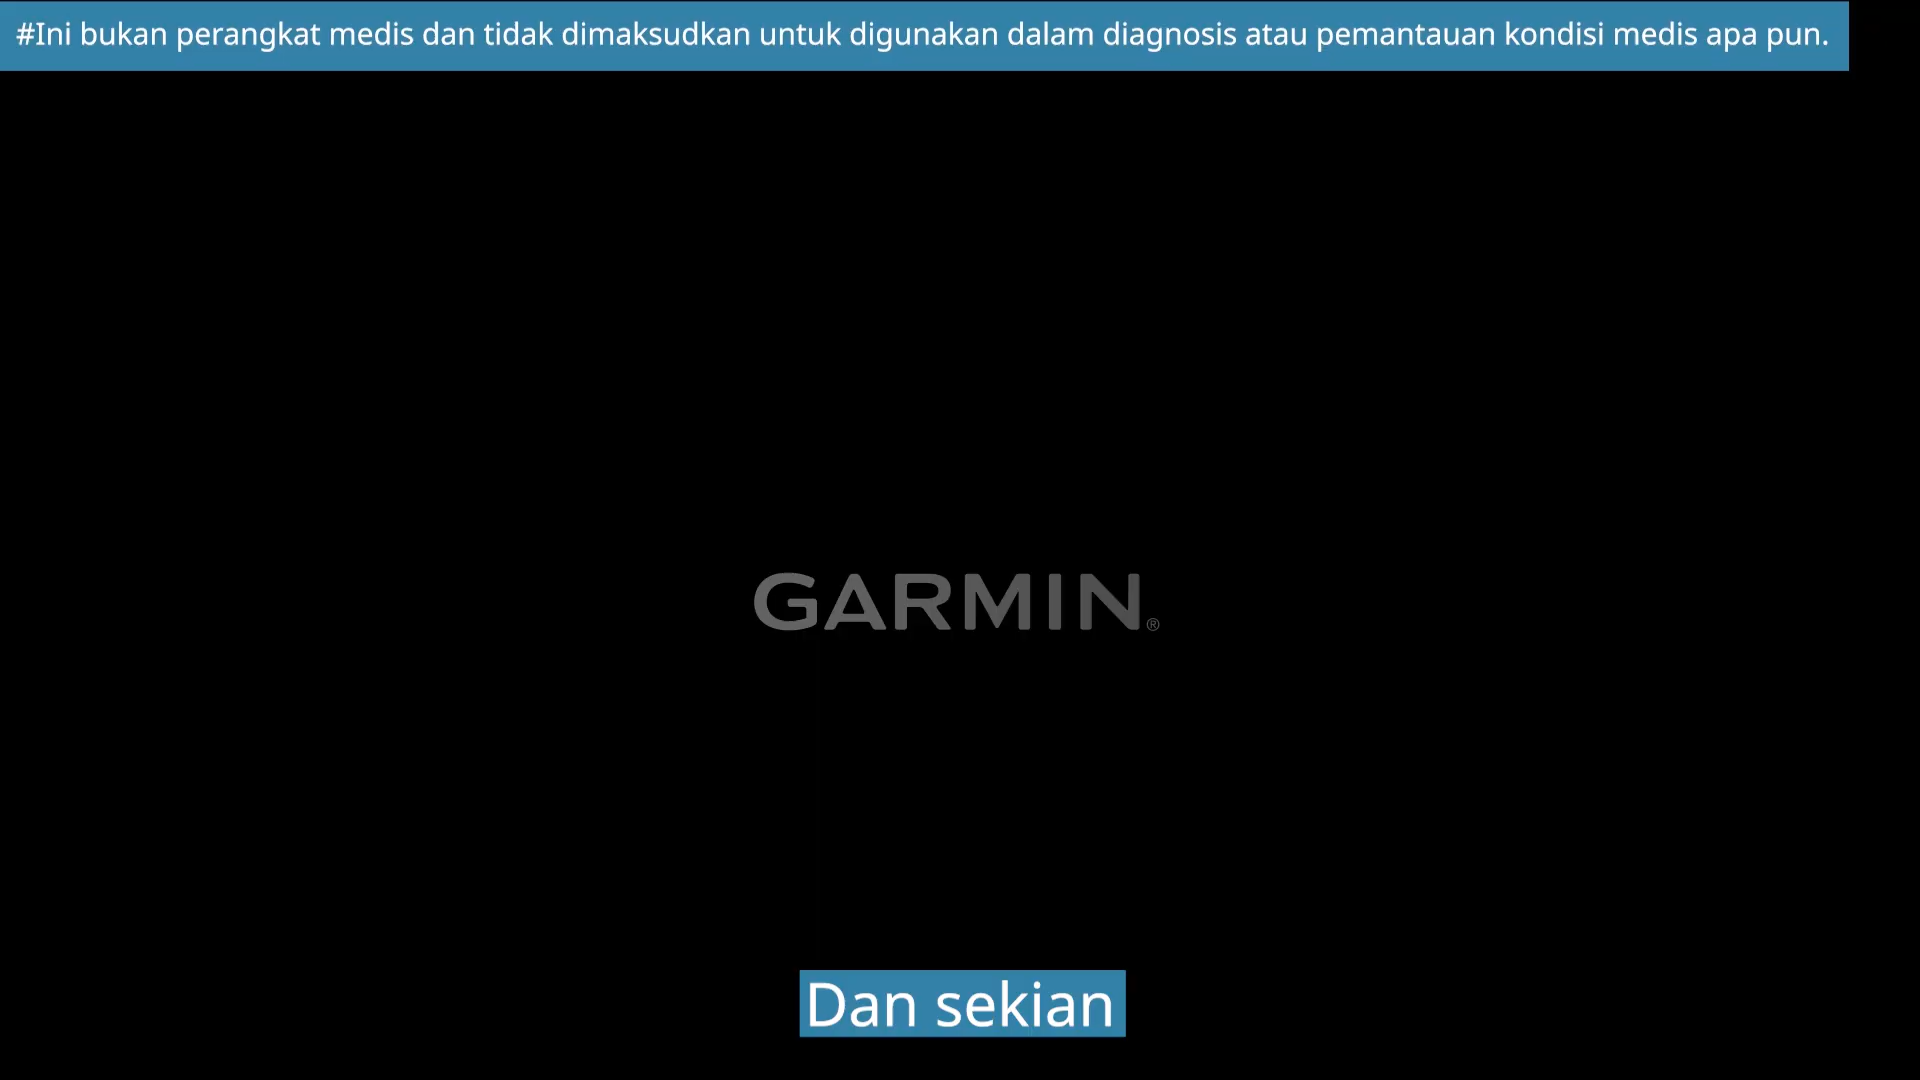 #Ini bukan perangkat medis dan tidak dimaksudkan untuk digunakan dalam diagnosis atau pemantauan kondisi medis apa pun.
GARMIN®
Dan sekian